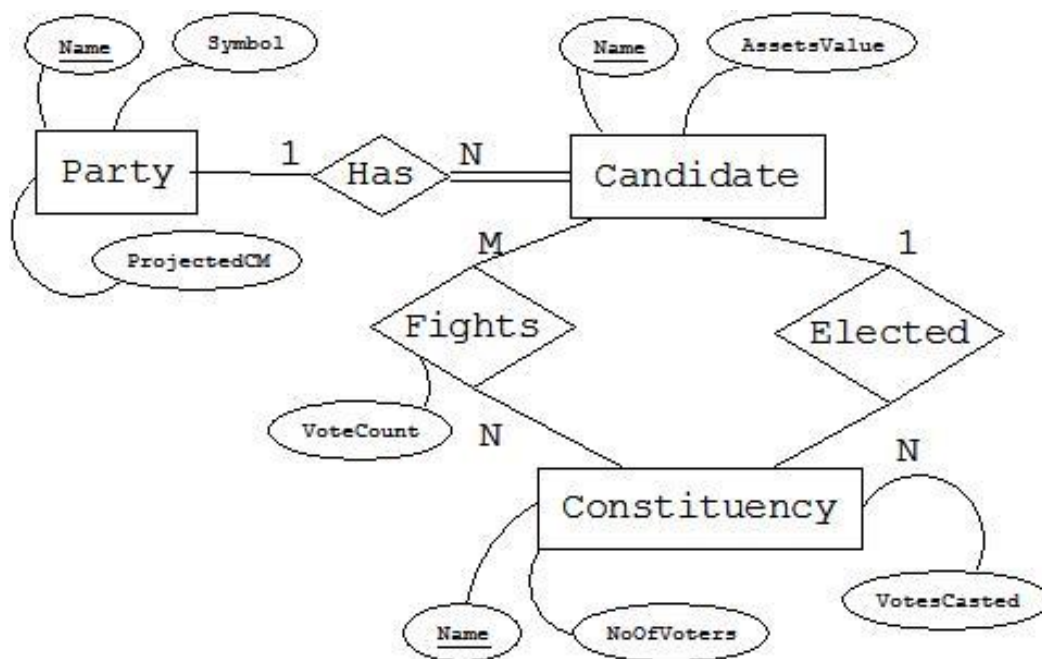 Name
Symbol
Name
AssetsValue
Party
1
Has
N
Candidate
ProjectedCM
M
1
Fights
Elected
VoteCount
N
N
Constituency
VotesCasted
Name
NoOfVoters